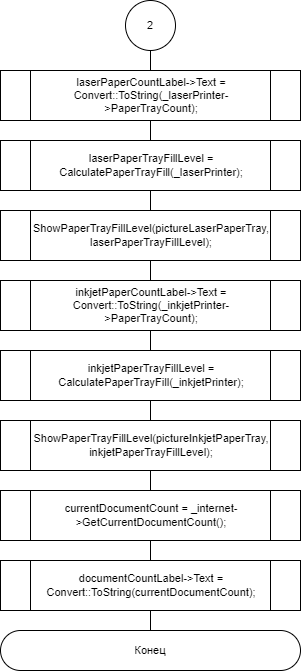 2
laserPaperCountLabel->Text =
Convert::ToString(_laserPrinter-
>PaperTrayCount);
laserPaperTrayFillLevel =
CalculatePaperTrayFill(_laserPrinter);
ShowPaperTrayFillLevel(pictureLaserPaperTray,
laserPaperTrayFillLevel);
inkjetPaperCountLabel->Text =
Convert::ToString(_inkjetPrinter-
>PaperTrayCount);
inkjetPaperTrayFillLevel =
CalculatePaperTrayFill(_inkjetPrinter);
ShowPaperTrayFillLevel(pictureInkjetPaperTray,
inkjetPaperTrayFillLevel);
currentDocumentCount = _internet-
>GetCurrentDocumentCount();
documentCountLabel->Text =
Convert::ToString(currentDocumentCount);
Конец